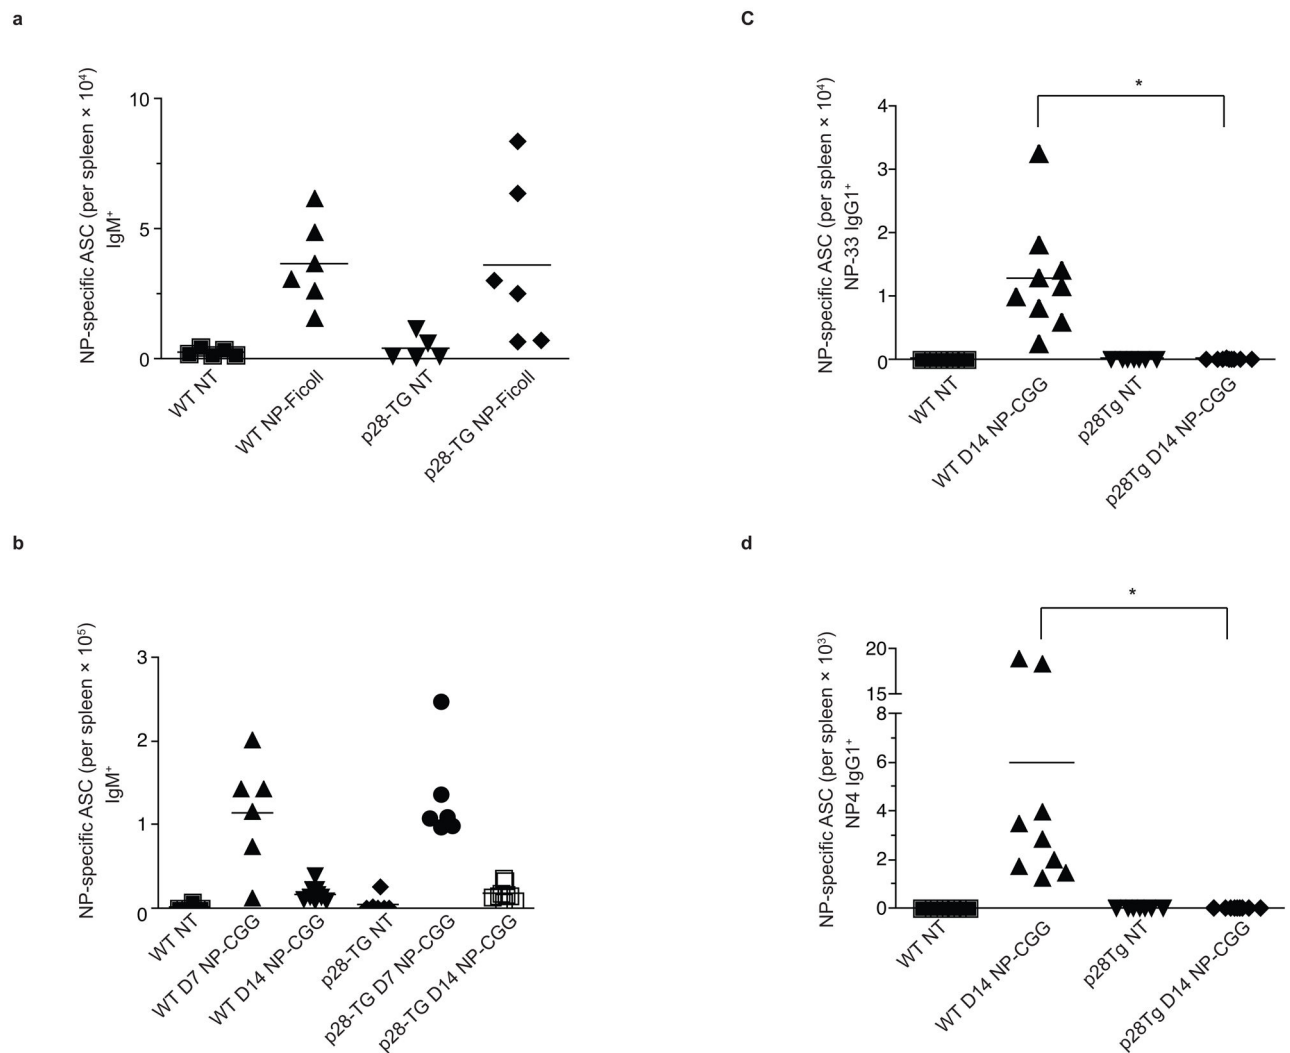 a
NP-specific ASC (per spleen × 10⁴)
IgM⁺
10
5
0
WT NT
WT NP-Ficoll
p28-TG NT
p28-TG NP-Ficoll
b
NP-specific ASC (per spleen × 10⁵)
IgM⁺
3
2
1
0
WT NT
WT D7 NP-CGG
WT D14 NP-CGG
p28-TG NT
p28-TG D7 NP-CGG
p28-TG D14 NP-CGG
C
NP-specific ASC (per spleen × 10⁴)
NP-33 IgG1⁺
*
4
3
2
1
0
WT NT
WT D14 NP-CGG
p28Tg NT
p28Tg D14 NP-CGG
d
NP-specific ASC (per spleen × 10³)
NP4 IgG1⁺
*
20
15
8
6
4
2
0
WT NT
WT D14 NP-CGG
p28Tg NT
p28Tg D14 NP-CGG